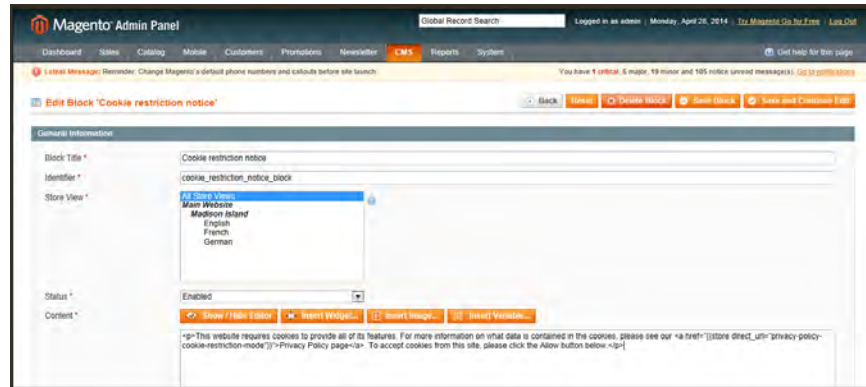 Magento Admin Panel
Global Record Search
Logged in as admin | Monday, April 28, 2014 | Try Magento Go for Free | Log Out
Dashboard Sales Catalog Mobile Customers Promotions Newsletter CMS Reports System
Get help for this page
Latest Message: Reminder: Change Magento's default phone numbers and callouts before site launch
You have 1 critical, 5 major, 19 minor and 105 notice unread message(s). Go to notifications
Edit Block 'Cookie restriction notice'
Back Reset Delete Block Save Block Save and Continue Edit
General Information
Block Title *
Cookie restriction notice
Identifier *
cookie_restriction_notice_block
Store View *
All Store Views
Main Website
Madison Island
English
French
German
Status *
Enabled
Content *
Show / Hide Editor Insert Widget... Insert Image... Insert Variable...
<p>This website requires cookies to provide all of its features. For more information on what data is contained in the cookies, please see our <a href="{{store direct_url="privacy-policy-
cookie-restriction-mode"}}">Privacy Policy page</a>. To accept cookies from this site, please click the Allow button below.</p>